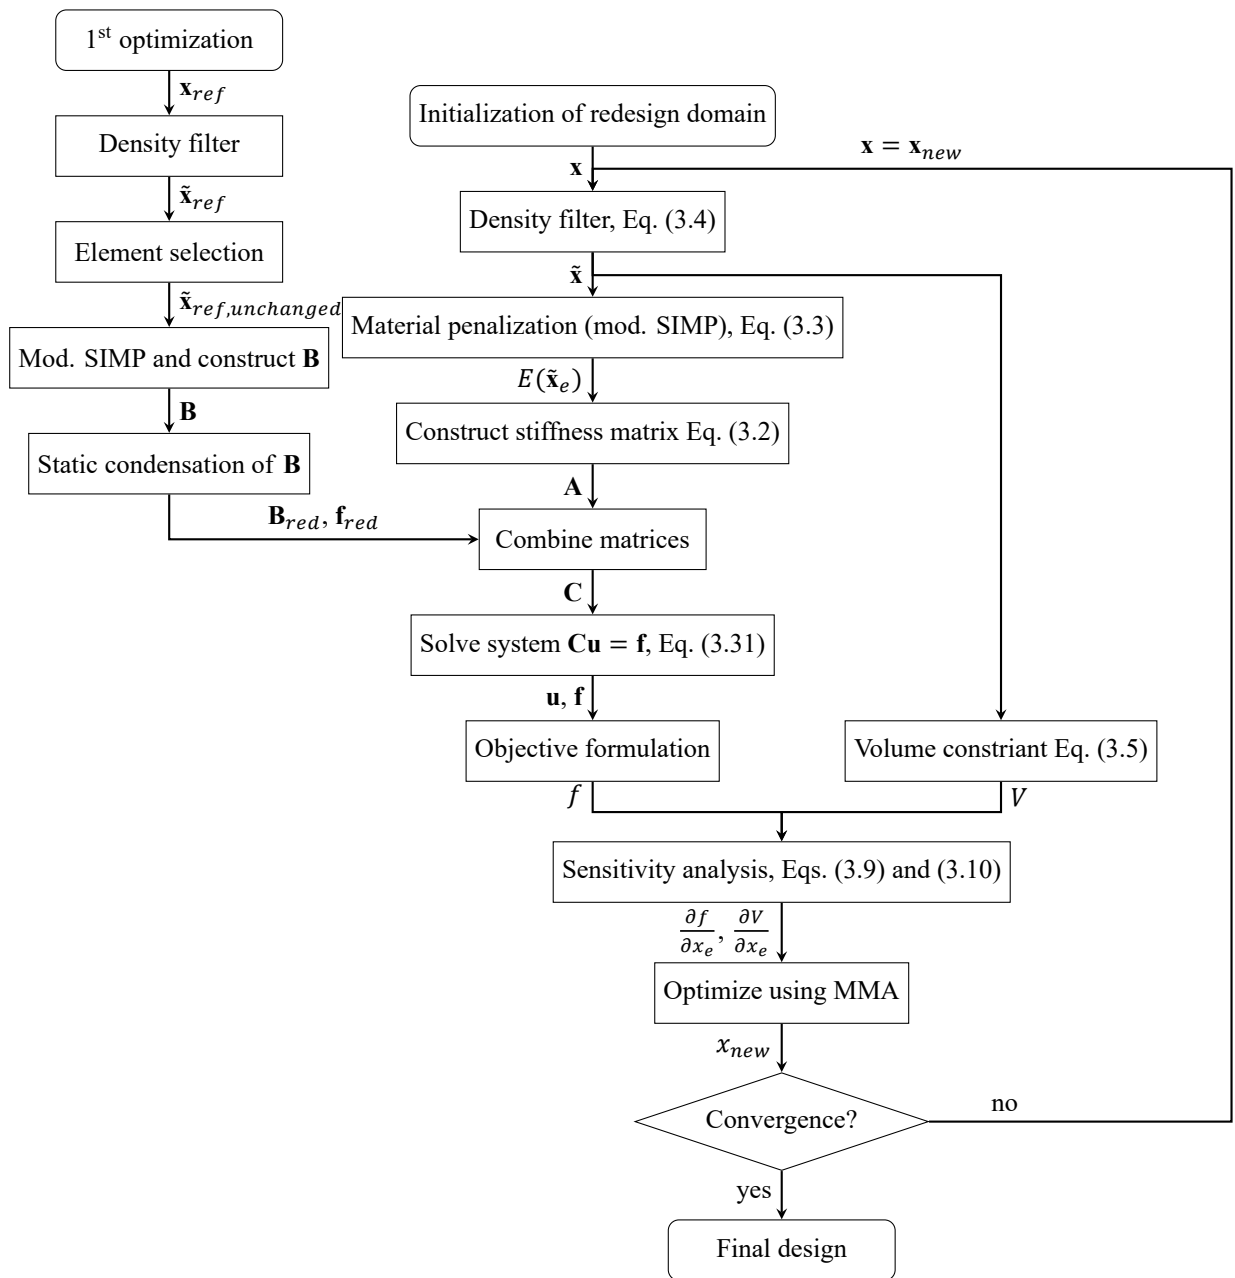 1st optimization
x_ref
Density filter
x̃_ref
Element selection
x̃_ref,unchanged
Mod. SIMP and construct B
B
Static condensation of B
B_red, f_red
Initialization of redesign domain
x = x_new
x
Density filter, Eq. (3.4)
x̃
Material penalization (mod. SIMP), Eq. (3.3)
E(x̃_e)
Construct stiffness matrix Eq. (3.2)
A
Combine matrices
C
Solve system Cu = f, Eq. (3.31)
u, f
Objective formulation
Volume constriant Eq. (3.5)
f
V
Sensitivity analysis, Eqs. (3.9) and (3.10)
∂f/∂x_e, ∂V/∂x_e
Optimize using MMA
x_new
Convergence?
no
yes
Final design